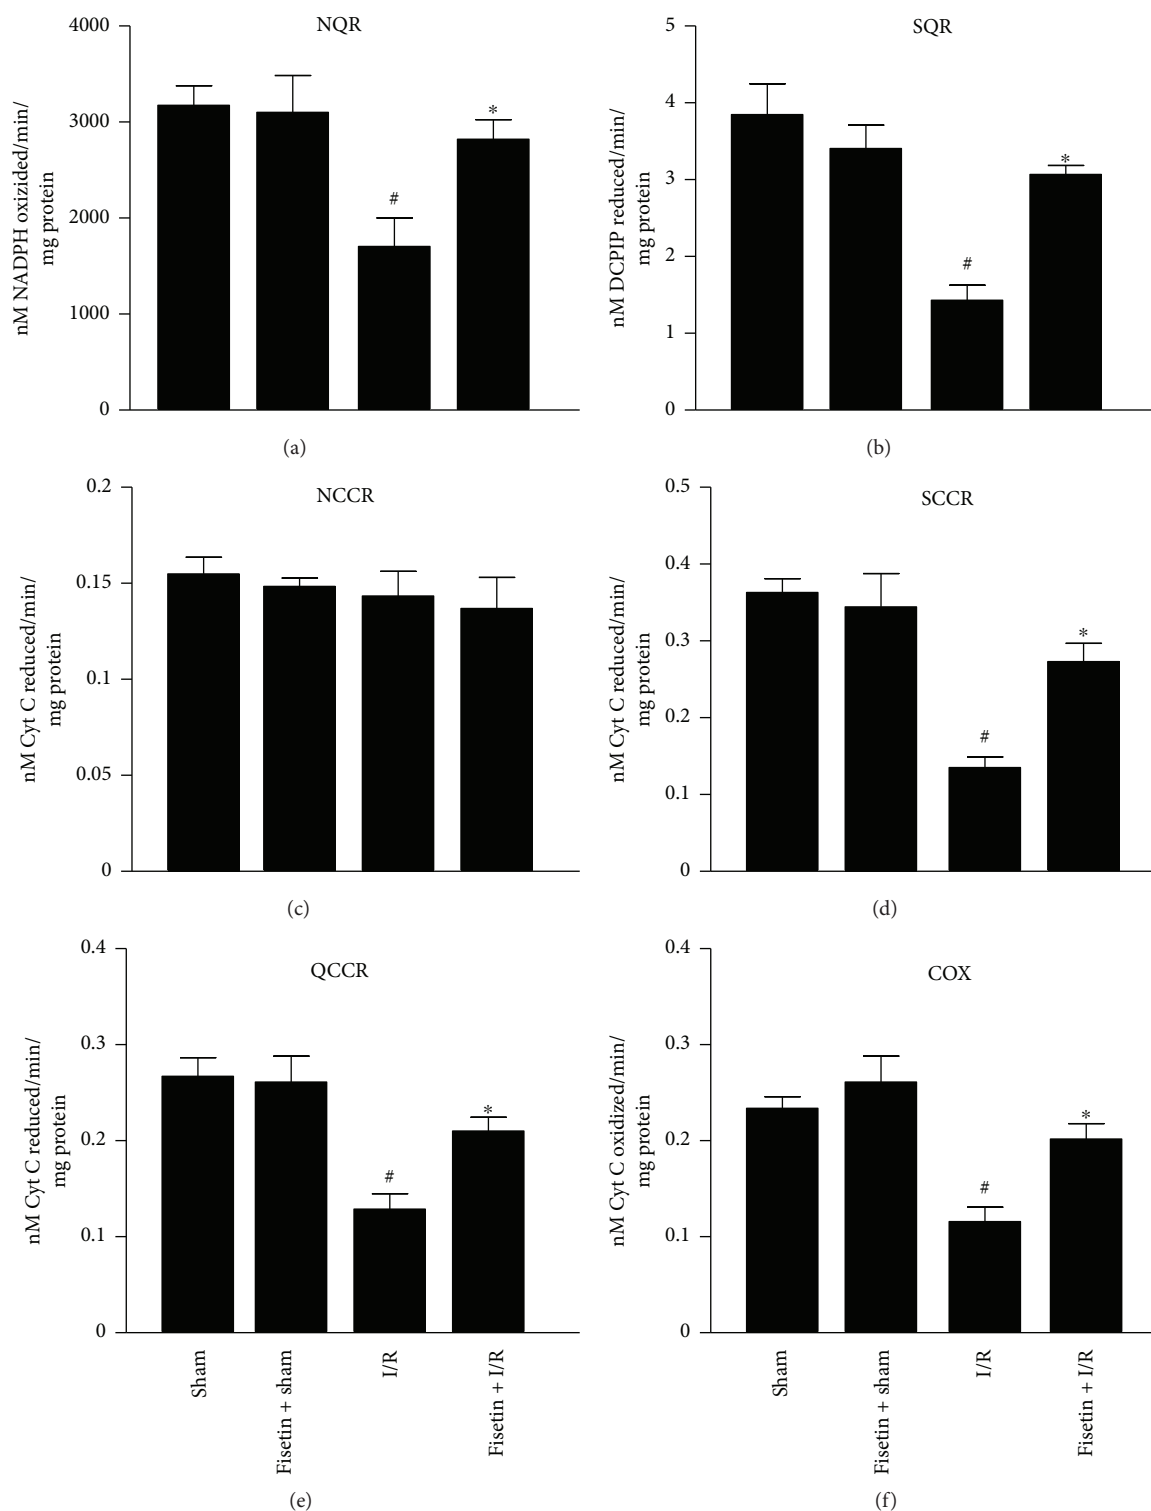 NQR
4000
3000
2000
1000
0
nM NADPH oxizided/min/
mg protein
#
*
(a)
SQR
5
4
3
2
1
0
nM DCPIP reduced/min/
mg protein
#
*
(b)
NCCR
0.2
0.15
0.1
0.05
0
nM Cyt C reduced/min/
mg protein
(c)
SCCR
0.5
0.4
0.3
0.2
0.1
0
nM Cyt C reduced/min/
mg protein
#
*
(d)
QCCR
0.4
0.3
0.2
0.1
0
nM Cyt C reduced/min/
mg protein
#
*
Sham
Fisetin + sham
I/R
Fisetin + I/R
(e)
COX
0.4
0.3
0.2
0.1
0
nM Cyt C oxidized/min/
mg protein
#
*
Sham
Fisetin + sham
I/R
Fisetin + I/R
(f)